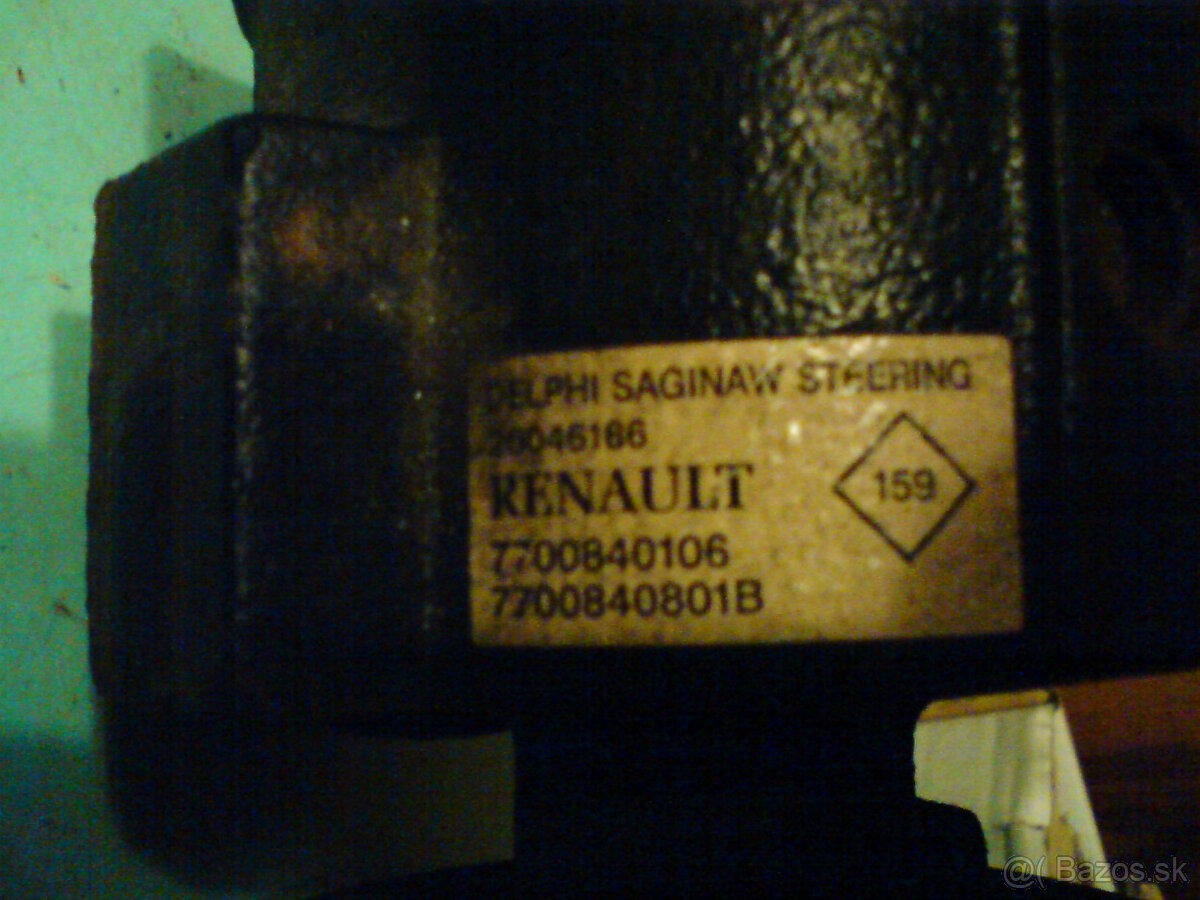 DELPHI SAGINAW STEERING
26046166
RENAULT
159
7700840106
7700840801B
@( Bazos.sk